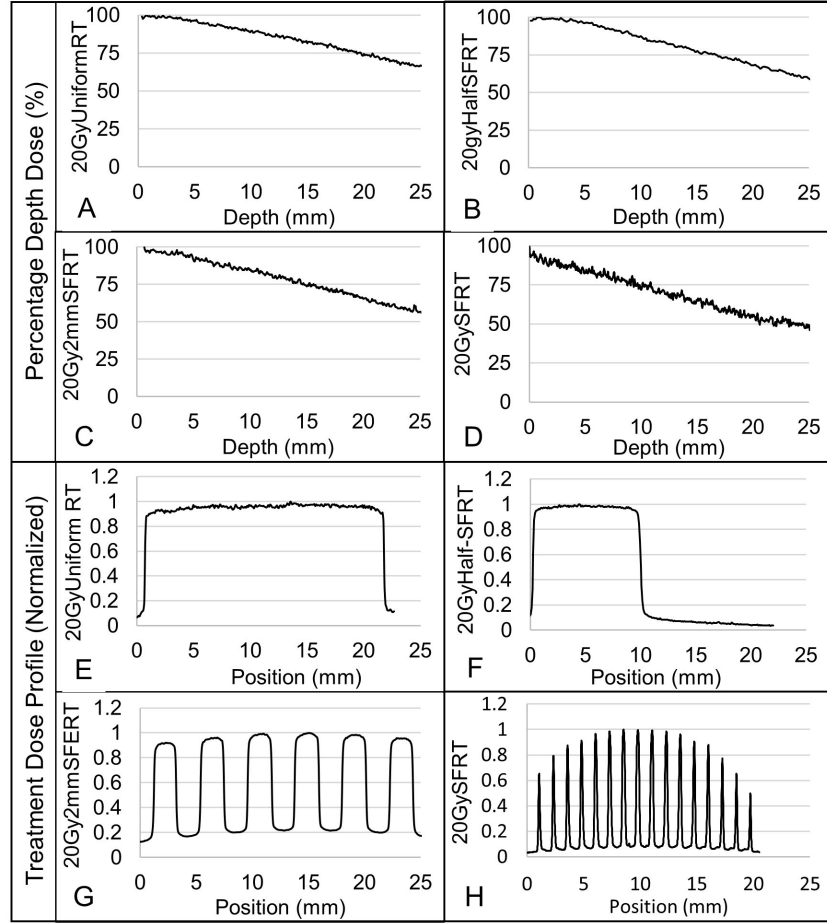 Percentage Depth Dose (%)
20GyUniformRT
100
75
50
25
0
0 5 10 15 20 25
A
Depth (mm)
20gyHalfSFRT
100
75
50
25
0
0 5 10 15 20 25
B
Depth (mm)
20Gy2mmSFRT
100
75
50
25
0
0 5 10 15 20 25
C
Depth (mm)
20GySFRT
100
75
50
25
0
0 5 10 15 20 25
D
Depth (mm)
Treatment Dose Profile (Normalized)
20GyUniform RT
1.2
1
0.8
0.6
0.4
0.2
0
0 5 10 15 20 25
E
Position (mm)
20GyHalf-SFRT
1.2
1
0.8
0.6
0.4
0.2
0
0 5 10 15 20 25
F
Position (mm)
20Gy2mmSFERT
1.2
1
0.8
0.6
0.4
0.2
0
0 5 10 15 20 25
G
Position (mm)
20GySFRT
1.2
1
0.8
0.6
0.4
0.2
0
0 5 10 15 20 25
H
Position (mm)